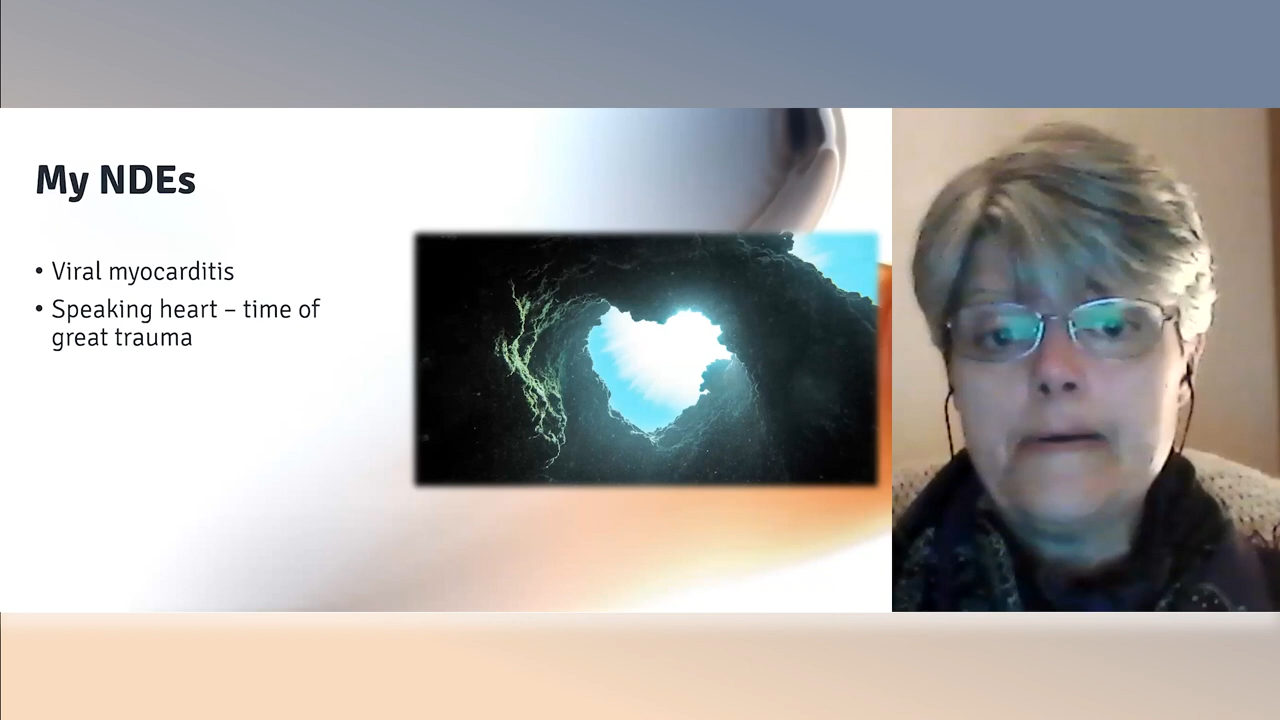 My NDEs
• Viral myocarditis
• Speaking heart – time of
great trauma